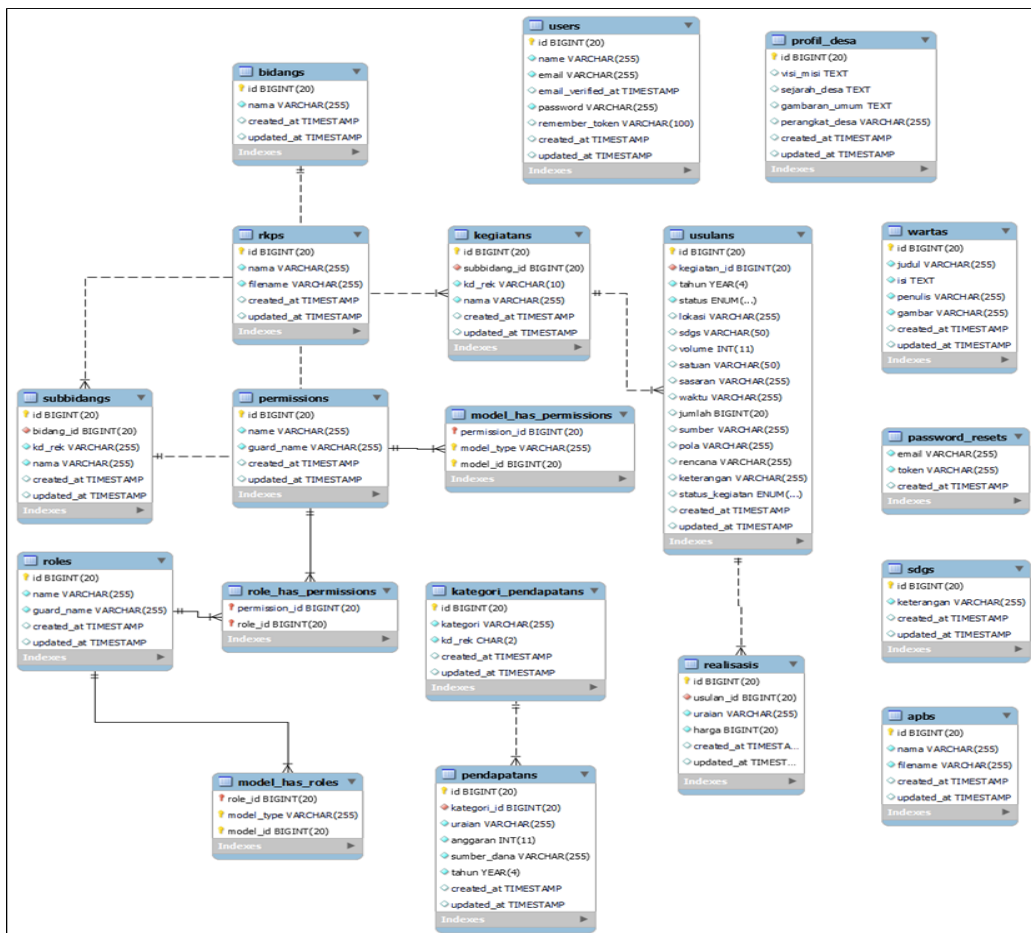 users
id BIGINT(20)
name VARCHAR(255)
email VARCHAR(255)
email_verified_at TIMESTAMP
password VARCHAR(255)
remember_token VARCHAR(100)
created_at TIMESTAMP
updated_at TIMESTAMP
Indexes
profil_desa
id BIGINT(20)
visi_misi TEXT
sejarah_desa TEXT
gambaran_umum TEXT
perangkat_desa VARCHAR(255)
created_at TIMESTAMP
updated_at TIMESTAMP
Indexes
bidangs
id BIGINT(20)
nama VARCHAR(255)
created_at TIMESTAMP
updated_at TIMESTAMP
Indexes
rkps
id BIGINT(20)
nama VARCHAR(255)
filename VARCHAR(255)
created_at TIMESTAMP
updated_at TIMESTAMP
Indexes
kegiatans
id BIGINT(20)
subbidang_id BIGINT(20)
kd_rek VARCHAR(10)
nama VARCHAR(255)
created_at TIMESTAMP
updated_at TIMESTAMP
Indexes
usulans
id BIGINT(20)
kegiatan_id BIGINT(20)
tahun YEAR(4)
status ENUM(...)
lokasi VARCHAR(255)
sdgs VARCHAR(50)
volume INT(11)
satuan VARCHAR(50)
sasaran VARCHAR(255)
waktu VARCHAR(255)
jumlah BIGINT(20)
sumber VARCHAR(255)
pola VARCHAR(255)
rencana VARCHAR(255)
keterangan VARCHAR(255)
status_kegiatan ENUM(...)
created_at TIMESTAMP
updated_at TIMESTAMP
Indexes
wartas
id BIGINT(20)
judul VARCHAR(255)
isi TEXT
penulis VARCHAR(255)
gambar VARCHAR(255)
created_at TIMESTAMP
updated_at TIMESTAMP
Indexes
subbidangs
id BIGINT(20)
bidang_id BIGINT(20)
kd_rek VARCHAR(255)
nama VARCHAR(255)
created_at TIMESTAMP
updated_at TIMESTAMP
Indexes
permissions
id BIGINT(20)
name VARCHAR(255)
guard_name VARCHAR(255)
created_at TIMESTAMP
updated_at TIMESTAMP
Indexes
model_has_permissions
permission_id BIGINT(20)
model_type VARCHAR(255)
model_id BIGINT(20)
Indexes
password_resets
email VARCHAR(255)
token VARCHAR(255)
created_at TIMESTAMP
Indexes
roles
id BIGINT(20)
name VARCHAR(255)
guard_name VARCHAR(255)
created_at TIMESTAMP
updated_at TIMESTAMP
Indexes
role_has_permissions
permission_id BIGINT(20)
role_id BIGINT(20)
Indexes
kategori_pendapatans
id BIGINT(20)
kategori VARCHAR(255)
kd_rek CHAR(2)
created_at TIMESTAMP
updated_at TIMESTAMP
Indexes
sdgs
id BIGINT(20)
keterangan VARCHAR(255)
created_at TIMESTAMP
updated_at TIMESTAMP
Indexes
realisasis
id BIGINT(20)
usulan_id BIGINT(20)
uraian VARCHAR(255)
harga BIGINT(20)
created_at TIMESTA...
updated_at TIMEST...
Indexes
apbs
id BIGINT(20)
nama VARCHAR(255)
filename VARCHAR(255)
created_at TIMESTAMP
updated_at TIMESTAMP
Indexes
model_has_roles
role_id BIGINT(20)
model_type VARCHAR(255)
model_id BIGINT(20)
Indexes
pendapatans
id BIGINT(20)
kategori_id BIGINT(20)
uraian VARCHAR(255)
anggaran INT(11)
sumber_dana VARCHAR(255)
tahun YEAR(4)
created_at TIMESTAMP
updated_at TIMESTAMP
Indexes